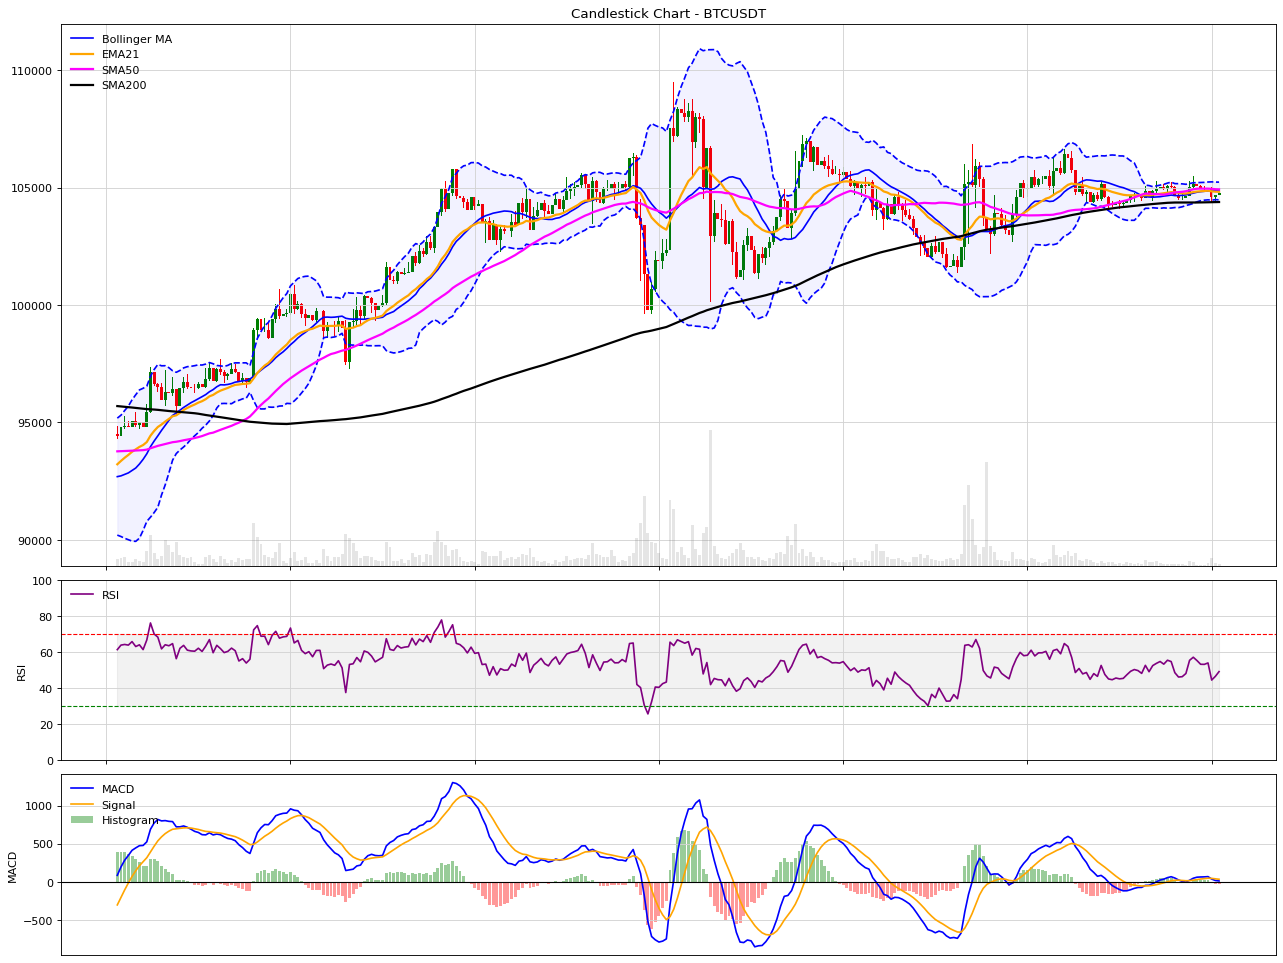 Candlestick Chart - BTCUSDT
Bollinger MA
EMA21
SMA50
SMA200
110000
105000
100000
95000
90000
100
80
60
40
20
0
RSI
RSI
1000
500
0
−500
MACD
MACD
Signal
Histogram